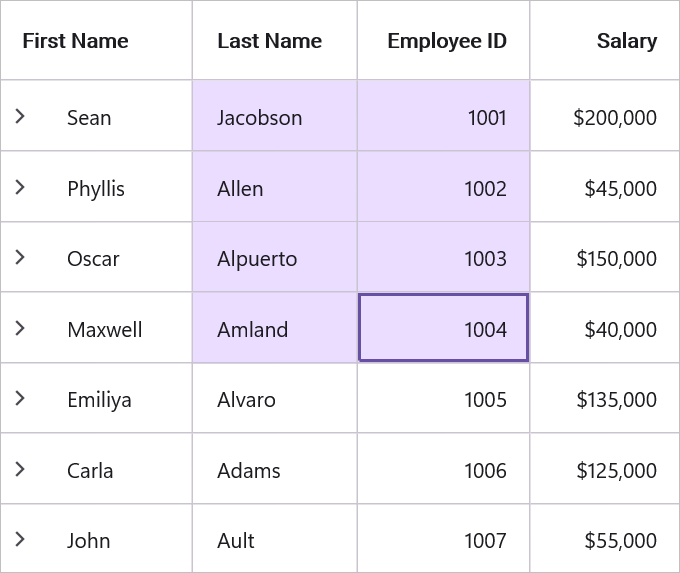 First Name Last Name Employee ID Salary
Sean Jacobson 1001 $200,000
Phyllis Allen 1002 $45,000
Oscar Alpuerto 1003 $150,000
Maxwell Amland 1004 $40,000
Emiliya Alvaro 1005 $135,000
Carla Adams 1006 $125,000
John Ault 1007 $55,000